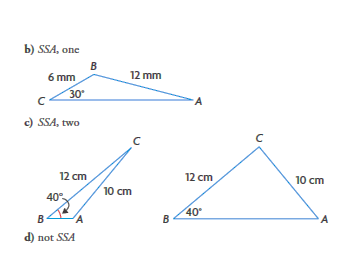 b) SSA, one
B
6 mm 12 mm
30°
C A
c) SSA, two
C C
12 cm 12 cm 10 cm
40° 10 cm
40°
B A B A
d) not SSA